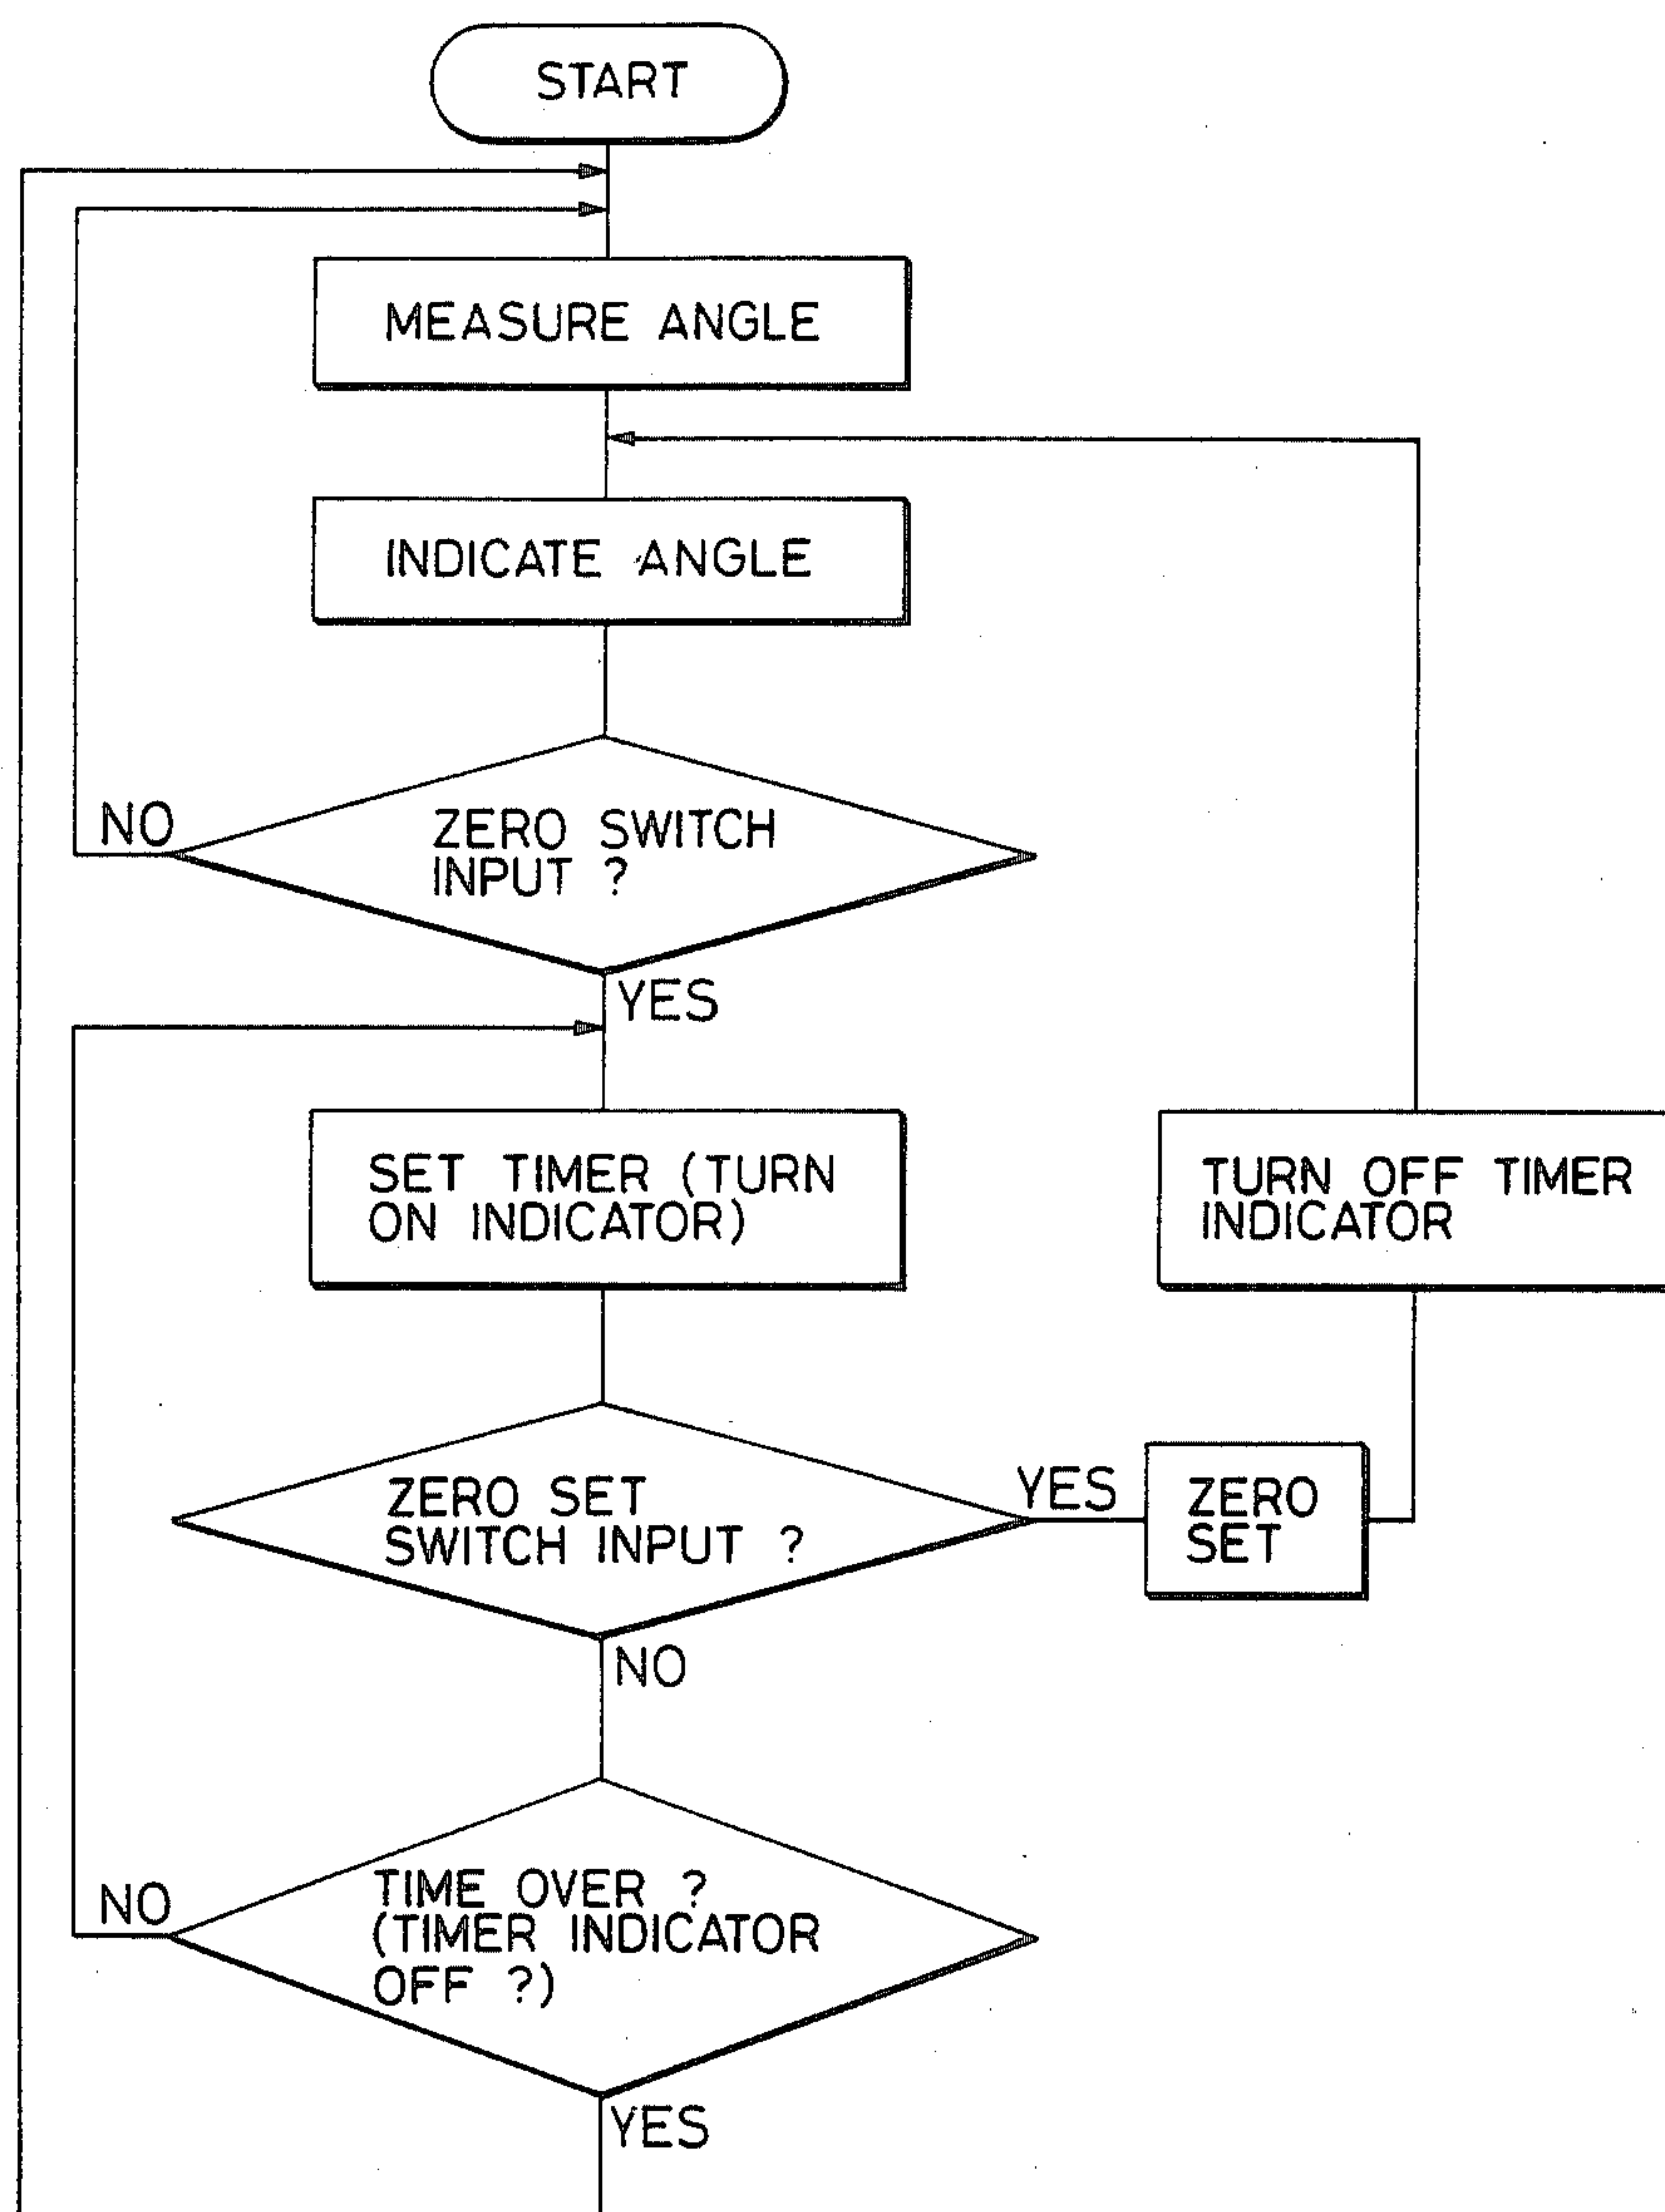 START
MEASURE ANGLE
INDICATE ANGLE
NO
ZERO SWITCH
INPUT ?
YES
SET TIMER (TURN
ON INDICATOR)
TURN OFF TIMER
INDICATOR
ZERO SET
SWITCH INPUT ?
YES
ZERO
SET
NO
NO
TIME OVER ?
(TIMER INDICATOR
OFF ?)
YES